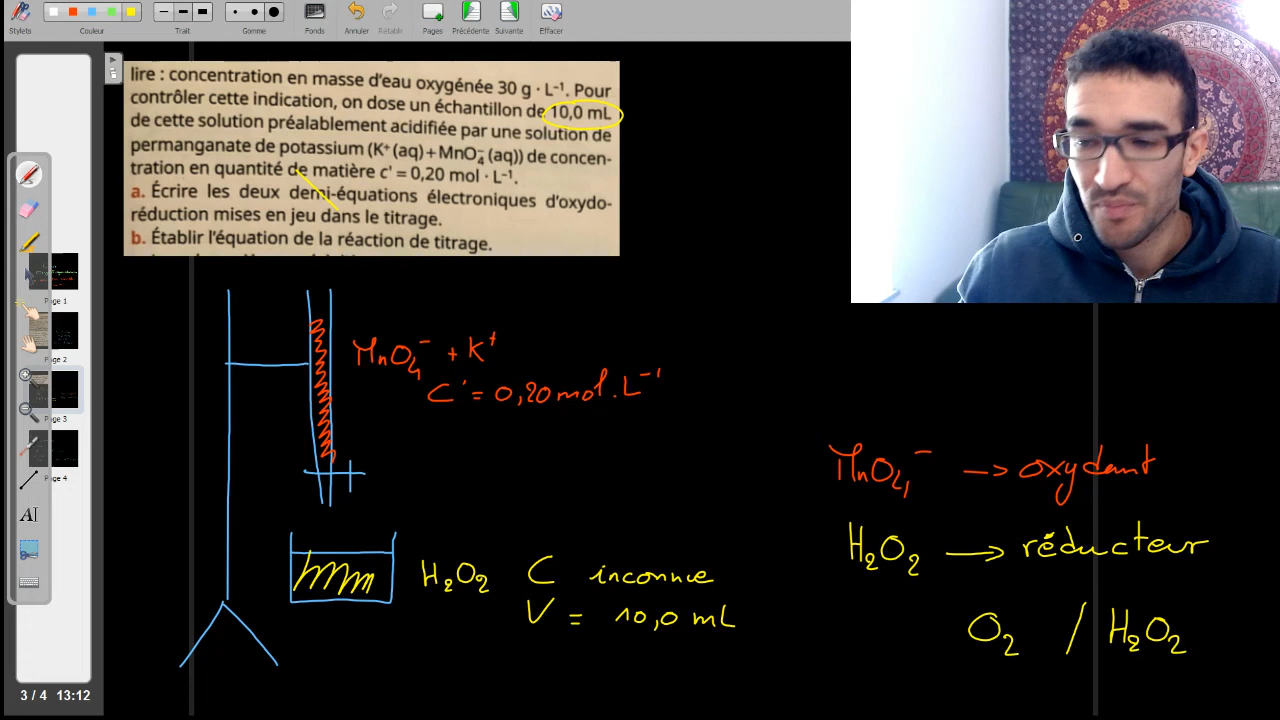 Stylets
Couleur
Trait
Gomme
Fonds
Annuler
Rétablir
Pages
Précédente
Suivante
Effacer
lire : concentration en masse d'eau oxygénée 30 g · L⁻¹. Pour
contrôler cette indication, on dose un échantillon de 10,0 mL
de cette solution préalablement acidifiée par une solution de
permanganate de potassium (K⁺(aq) + MnO₄⁻(aq)) de concen-
tration en quantité de matière c' = 0,20 mol · L⁻¹.
a. Écrire les deux demi-équations électroniques d'oxydo-
réduction mises en jeu dans le titrage.
b. Établir l'équation de la réaction de titrage.
Page 1
Page 2
Page 3
Page 4
AI
MnO₄⁻ + K⁺
C' = 0,20 mol . L⁻¹
MnO₄⁻ → oxydant
H₂O₂ → réducteur
H₂O₂ C inconnue
V = 10,0 mL
O₂ / H₂O₂
3 / 4 13:12